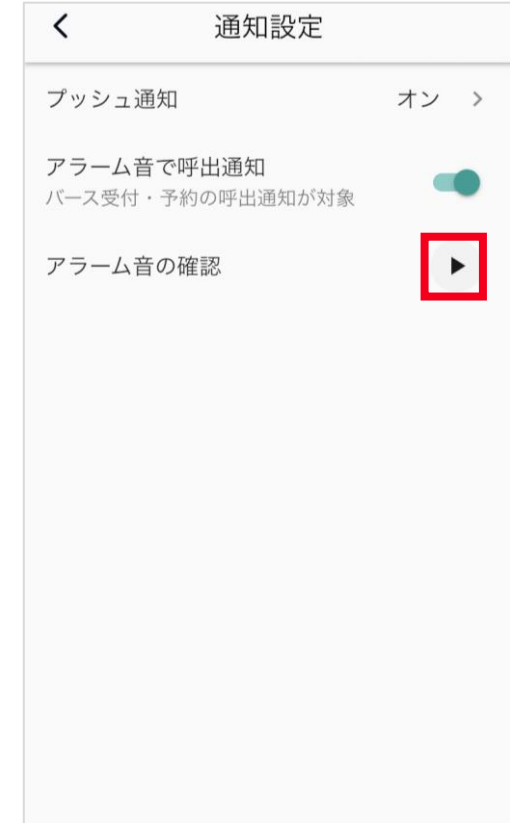 通知設定
プッシュ通知 オン
アラーム音で呼出通知
バース受付・予約の呼出通知が対象
アラーム音の確認